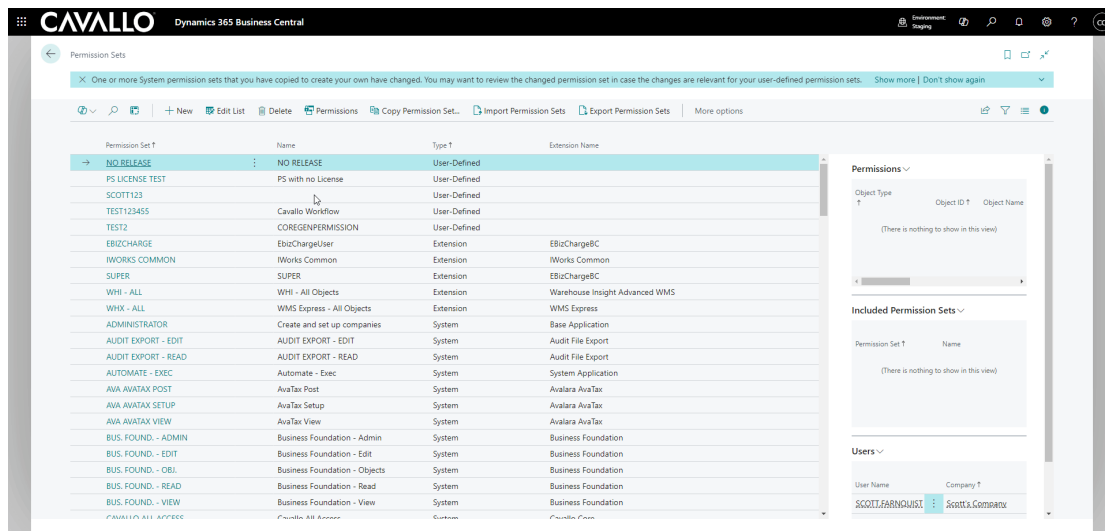 CAVALLO Dynamics 365 Business Central Environment: Staging ?
Permission Sets
One or more System permission sets that you have copied to create your own have changed. You may want to review the changed permission set in case the changes are relevant for your user-defined permission sets. Show more | Don't show again
+ New Edit List Delete Permissions Copy Permission Set... Import Permission Sets Export Permission Sets More options
Permission Set ↑ Name Type ↑ Extension Name
→ NO RELEASE NO RELEASE User-Defined
PS LICENSE TEST PS with no License User-Defined
SCOTT123 User-Defined
TEST123455 Cavallo Workflow User-Defined
TEST2 COREGENPERMISSION User-Defined
EBIZCHARGE EbizChargeUser Extension EBizChargeBC
IWORKS COMMON IWorks Common Extension IWorks Common
SUPER SUPER Extension EBizChargeBC
WHI - ALL WHI - All Objects Extension Warehouse Insight Advanced WMS
WHX - ALL WMS Express - All Objects Extension WMS Express
ADMINISTRATOR Create and set up companies System Base Application
AUDIT EXPORT - EDIT AUDIT EXPORT - EDIT System Audit File Export
AUDIT EXPORT - READ AUDIT EXPORT - READ System Audit File Export
AUTOMATE - EXEC Automate - Exec System System Application
AVA AVATAX POST AvaTax Post System Avalara AvaTax
AVA AVATAX SETUP AvaTax Setup System Avalara AvaTax
AVA AVATAX VIEW AvaTax View System Avalara AvaTax
BUS. FOUND. - ADMIN Business Foundation - Admin System Business Foundation
BUS. FOUND. - EDIT Business Foundation - Edit System Business Foundation
BUS. FOUND. - OBJ. Business Foundation - Objects System Business Foundation
BUS. FOUND. - READ Business Foundation - Read System Business Foundation
BUS. FOUND. - VIEW Business Foundation - View System Business Foundation
CAVALLO ALL ACCESS Cavallo All Access System Cavallo Core
Permissions
Object Type ↑ Object ID ↑ Object Name
(There is nothing to show in this view)
Included Permission Sets
Permission Set ↑ Name
(There is nothing to show in this view)
Users
User Name Company ↑
SCOTT.FARNQUIST Scott's Company